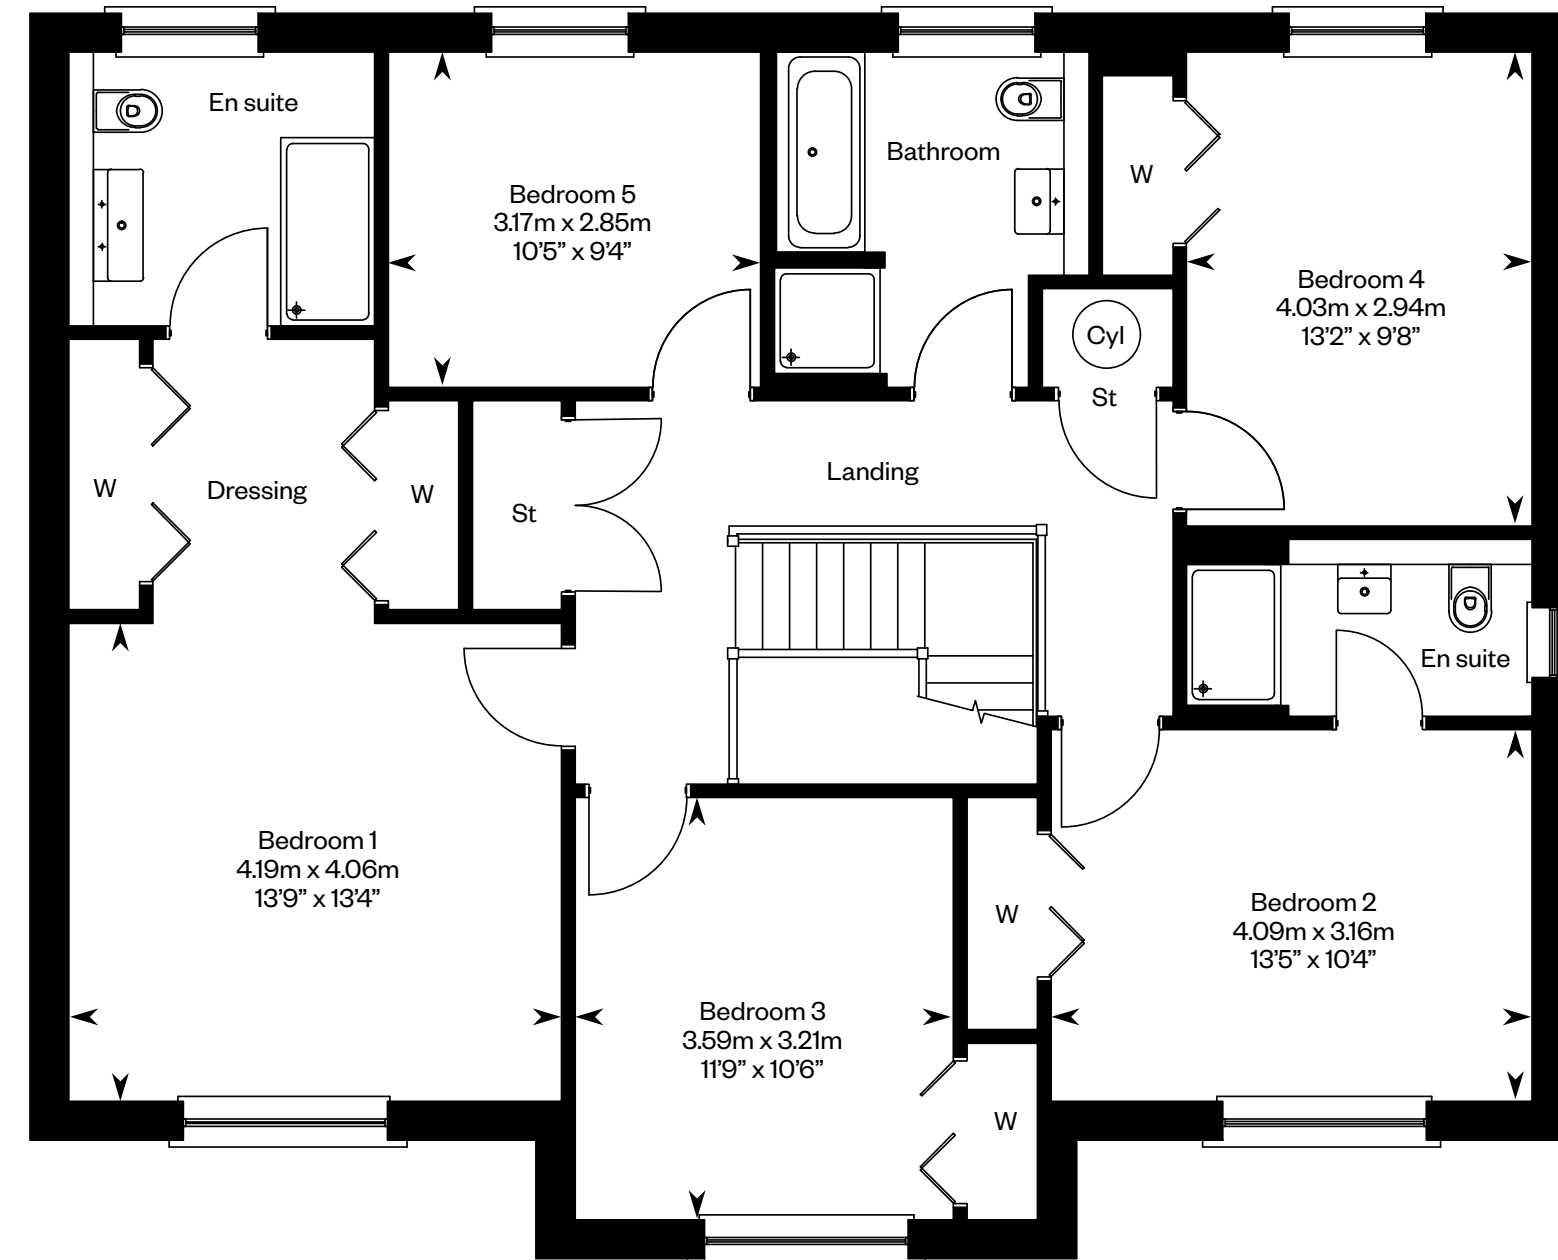 En suite
Bathroom
W
Bedroom 5
3.17m x 2.85m
10’5” x 9’4”
Bedroom 4
4.03m x 2.94m
13’2” x 9’8”
Cyl
St
Landing
W
Dressing
W
St
En suite
Bedroom 1
4.19m x 4.06m
13’9” x 13’4”
W
Bedroom 2
4.09m x 3.16m
13’5” x 10’4”
Bedroom 3
3.59m x 3.21m
11’9” x 10’6”
W